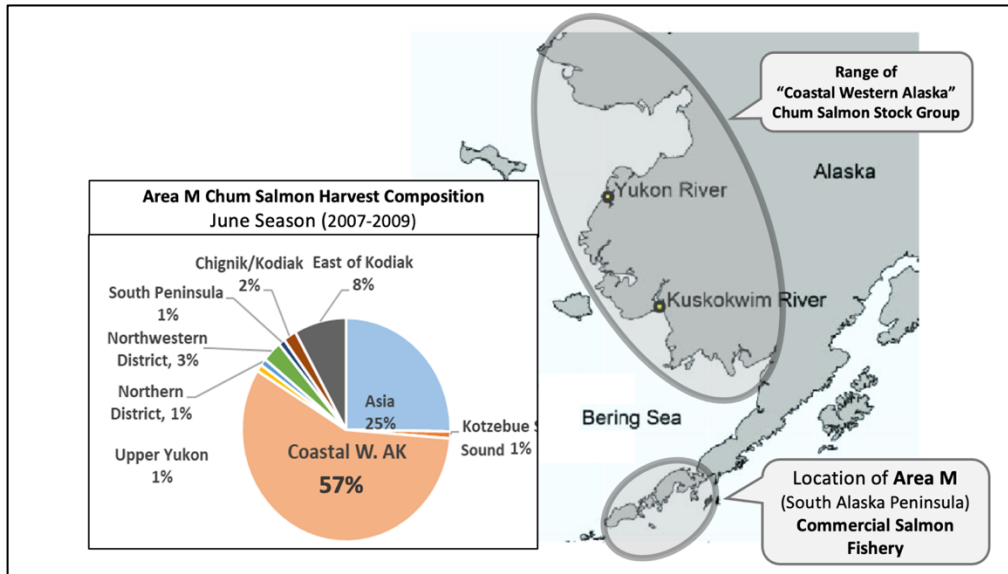 Area M Chum Salmon Harvest Composition
June Season (2007-2009)
Chignik/Kodiak
2%
East of Kodiak
8%
South Peninsula
1%
Northwestern
District, 3%
Northern
District, 1%
Upper Yukon
1%
Asia
25%
Kotzebue S
Sound 1%
Coastal W. AK
57%
Range of
“Coastal Western Alaska”
Chum Salmon Stock Group
Alaska
Yukon River
Kuskokwim River
Bering Sea
Location of Area M
(South Alaska Peninsula)
Commercial Salmon
Fishery